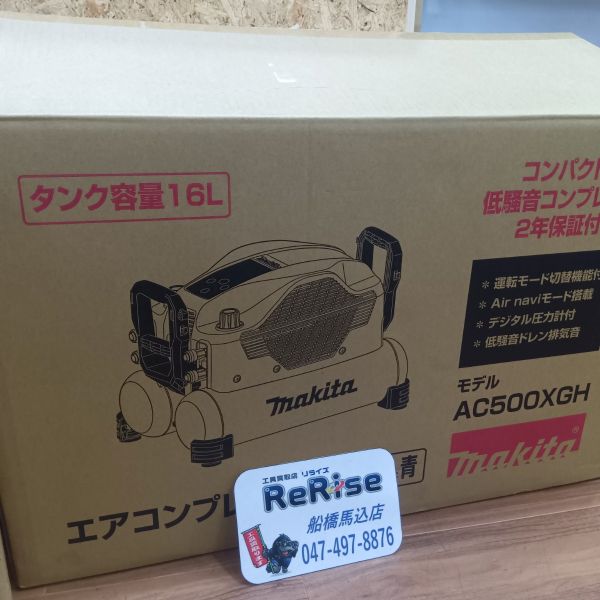 タンク容量16L
コンパクト
低騒音コンプレ
2年保証付
* 運転モード切替機能付
* Air naviモード搭載
* デジタル圧力計付
* 低騒音ドレン排気音
makita
モデル
AC500XGH
makita®
エアコンプレ
青
工具買取店 リライズ
ReRise
船橋馬込店
047-497-8876